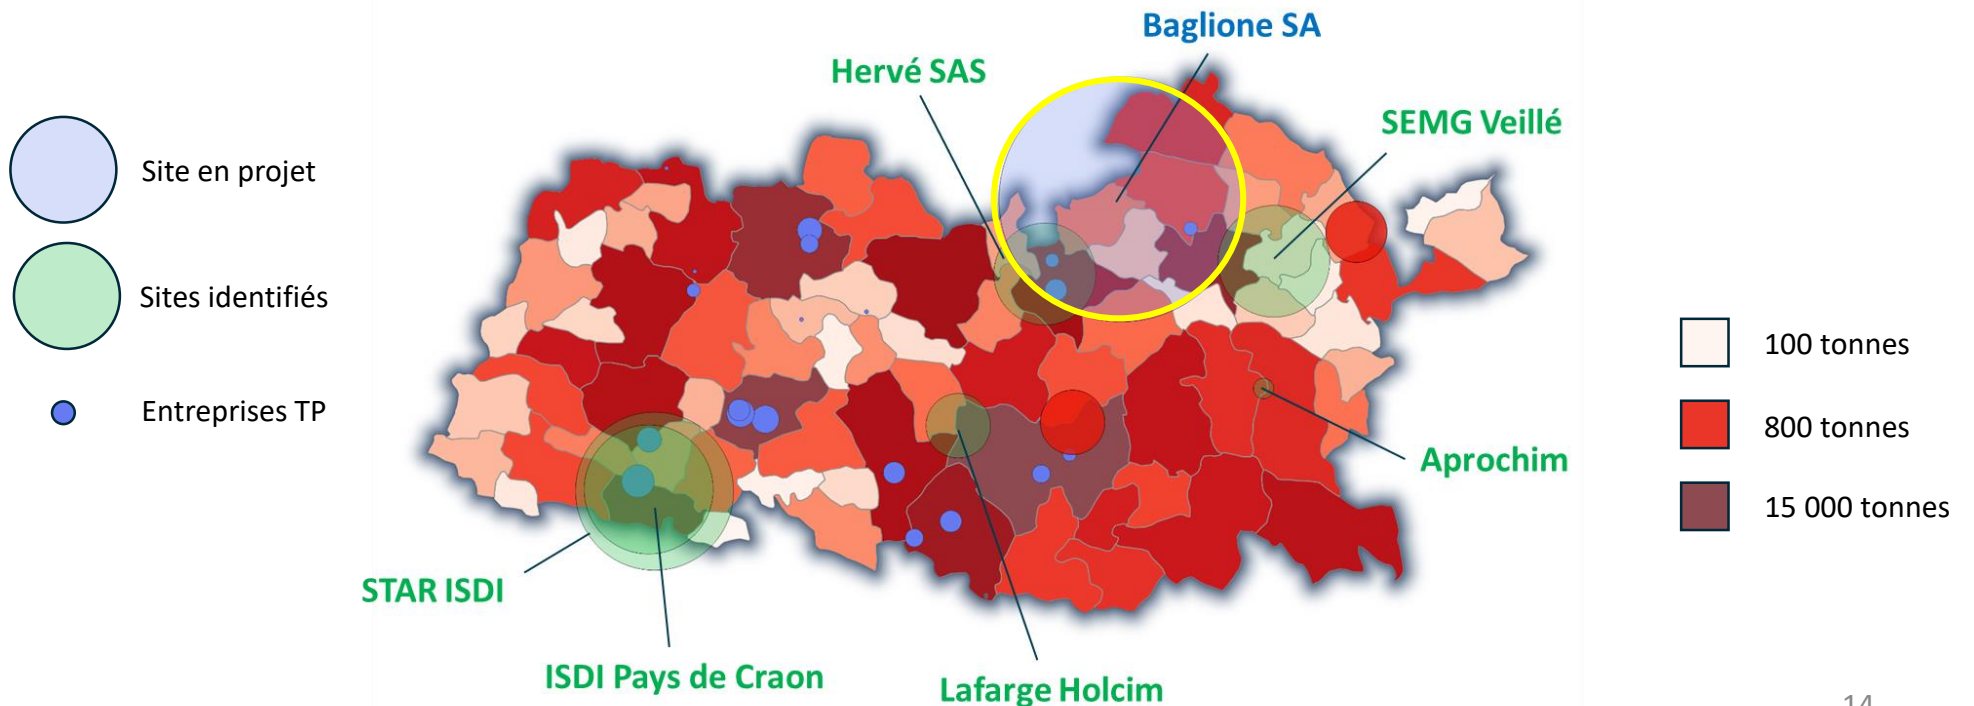 Baglione SA
Hervé SAS
SEMG Veillé
Site en projet
Sites identifiés
Entreprises TP
100 tonnes
800 tonnes
15 000 tonnes
Aprochim
STAR ISDI
ISDI Pays de Craon
Lafarge Holcim
14